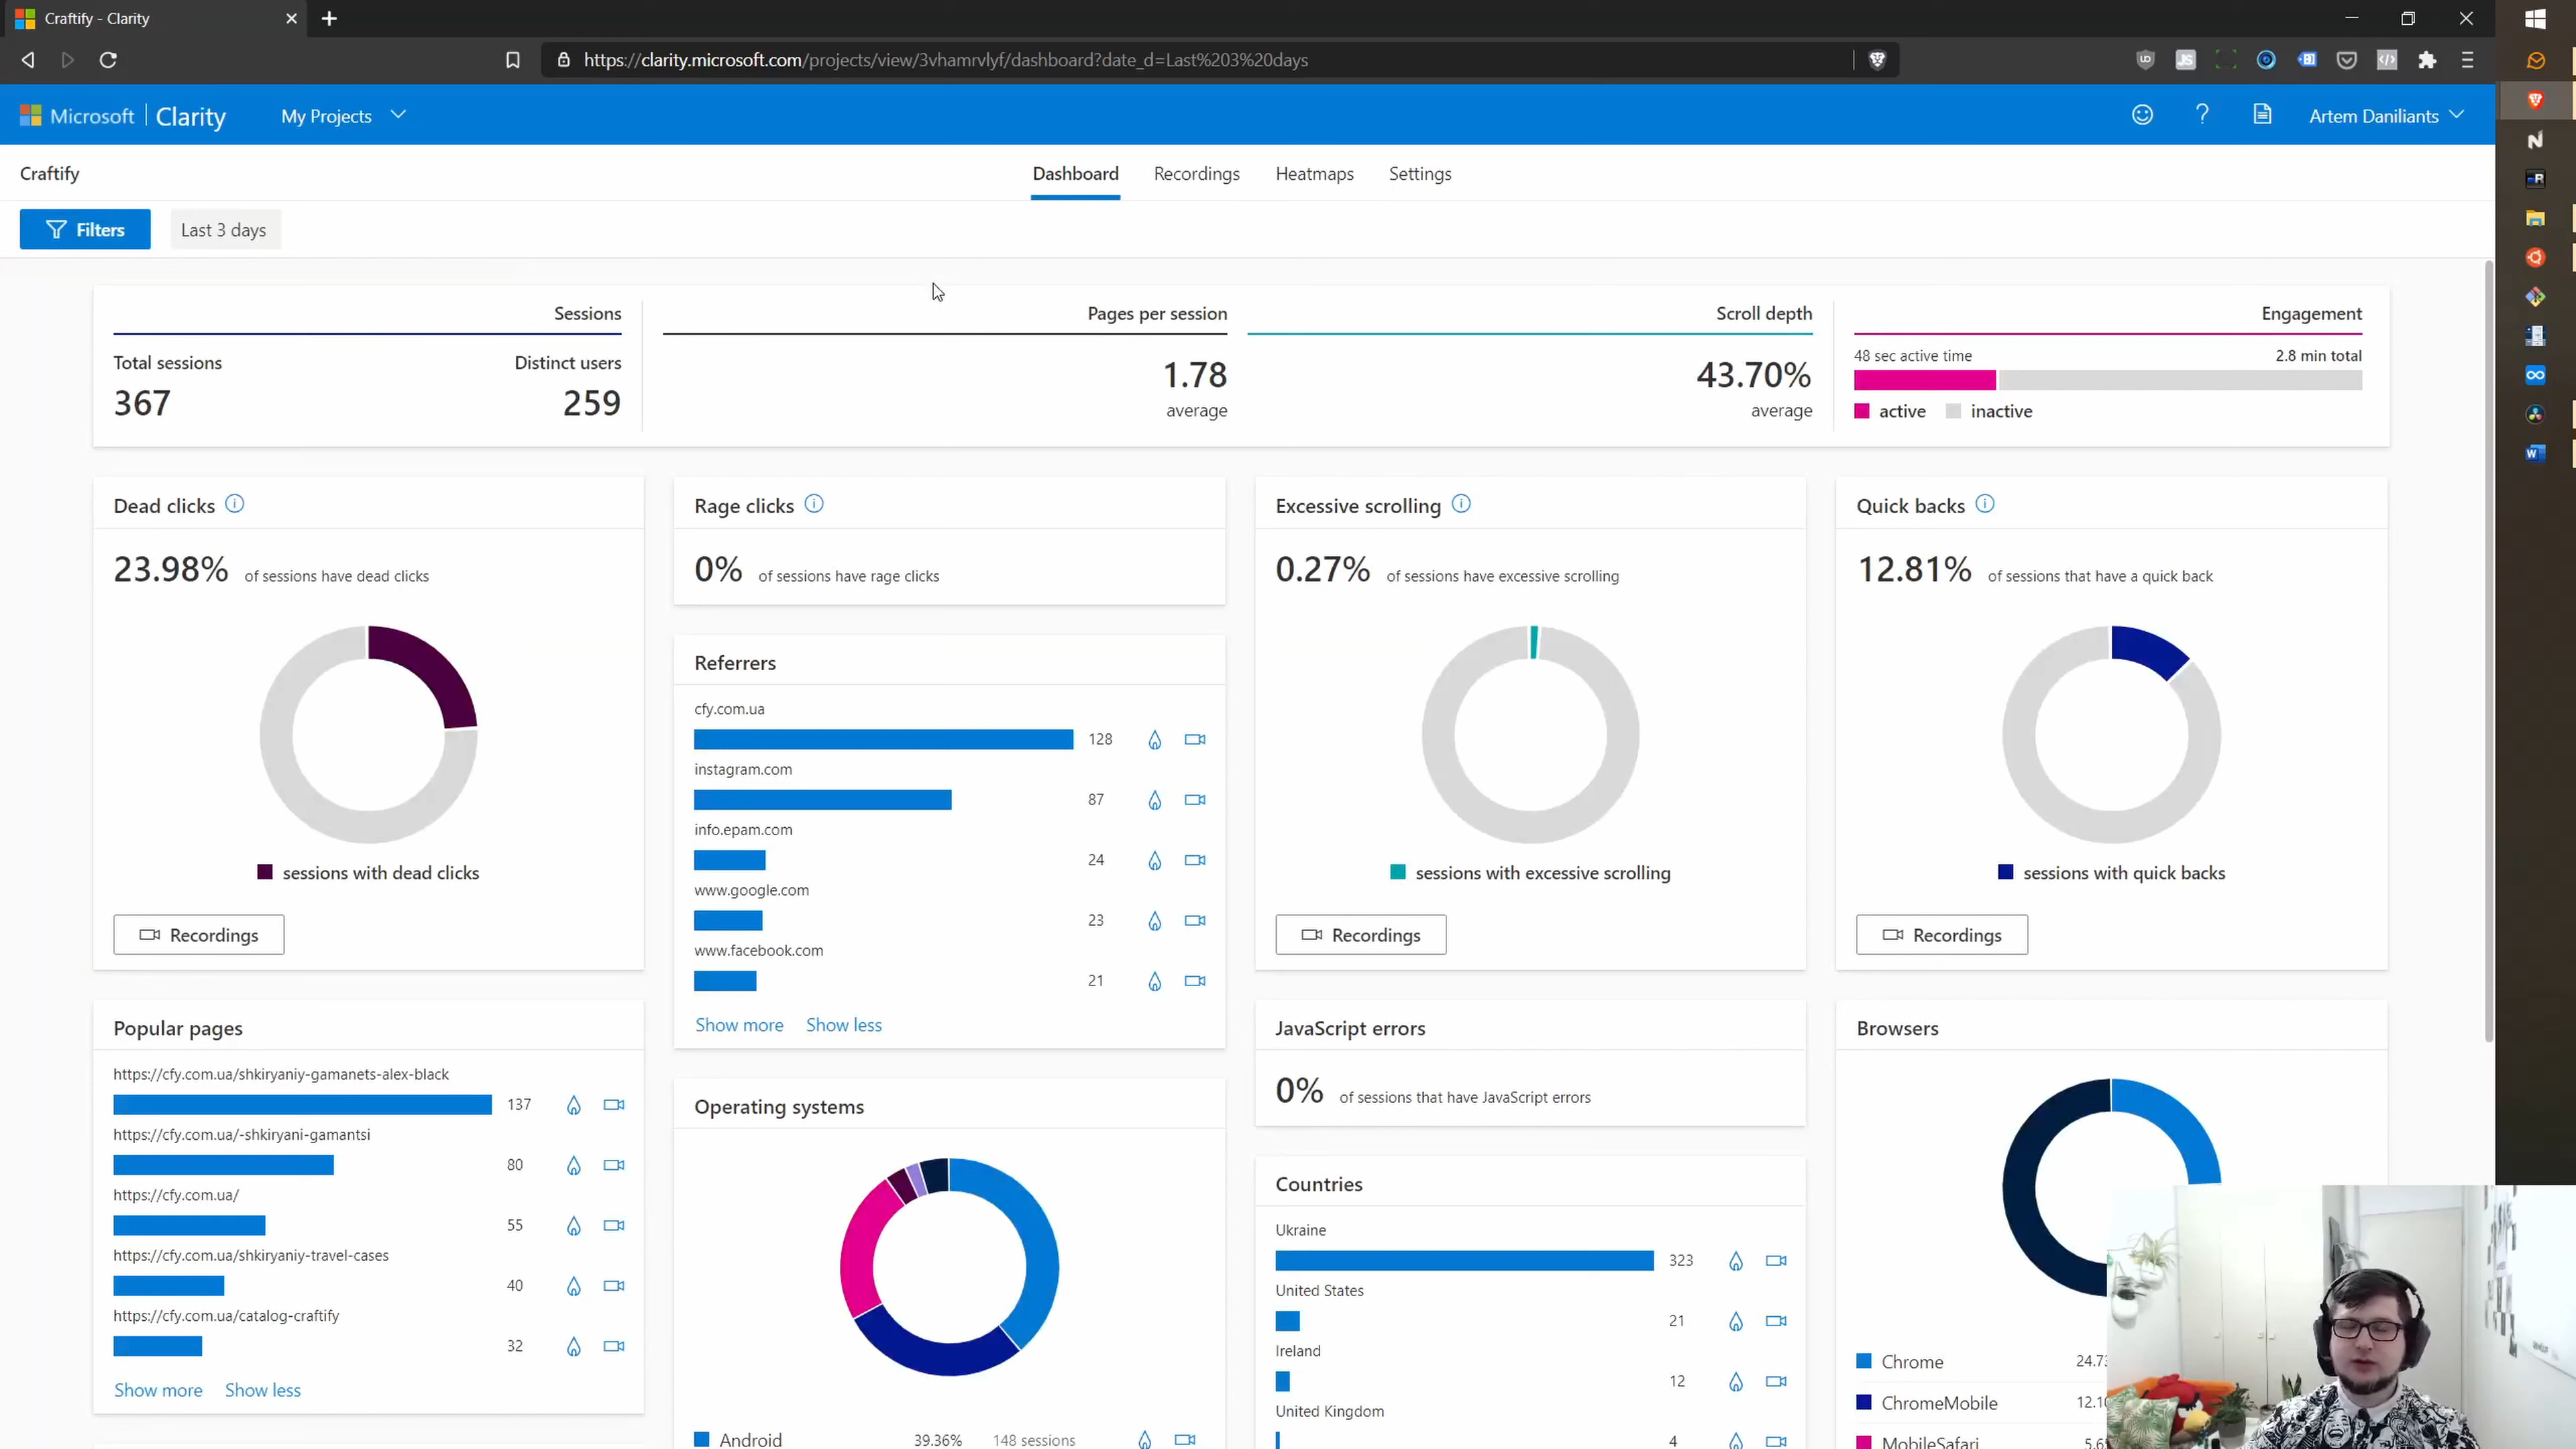 Craftify - Clarity
https://clarity.microsoft.com/projects/view/3vhamrvlyf/dashboard?date_d=Last%203%20days
Microsoft | Clarity
My Projects
Artem Daniliants
Craftify
Dashboard
Recordings
Heatmaps
Settings
Filters
Last 3 days
Sessions
Total sessions
Distinct users
367
259
Pages per session
1.78
average
Scroll depth
43.70%
average
Engagement
48 sec active time
2.8 min total
active
inactive
Dead clicks
23.98% of sessions have dead clicks
sessions with dead clicks
Recordings
Rage clicks
0% of sessions have rage clicks
Referrers
cfy.com.ua
128
instagram.com
87
info.epam.com
24
www.google.com
23
www.facebook.com
21
Show more
Show less
Excessive scrolling
0.27% of sessions have excessive scrolling
sessions with excessive scrolling
Recordings
Quick backs
12.81% of sessions that have a quick back
sessions with quick backs
Recordings
Popular pages
https://cfy.com.ua/shkiryaniy-gamanets-alex-black
137
https://cfy.com.ua/-shkiryani-gamantsi
80
https://cfy.com.ua/
55
https://cfy.com.ua/shkiryaniy-travel-cases
40
https://cfy.com.ua/catalog-craftify
32
Show more
Show less
Operating systems
Android
39.36%
148 sessions
JavaScript errors
0% of sessions that have JavaScript errors
Countries
Ukraine
323
United States
21
Ireland
12
United Kingdom
4
Browsers
Chrome
24.73
ChromeMobile
12.10
MobileSafari